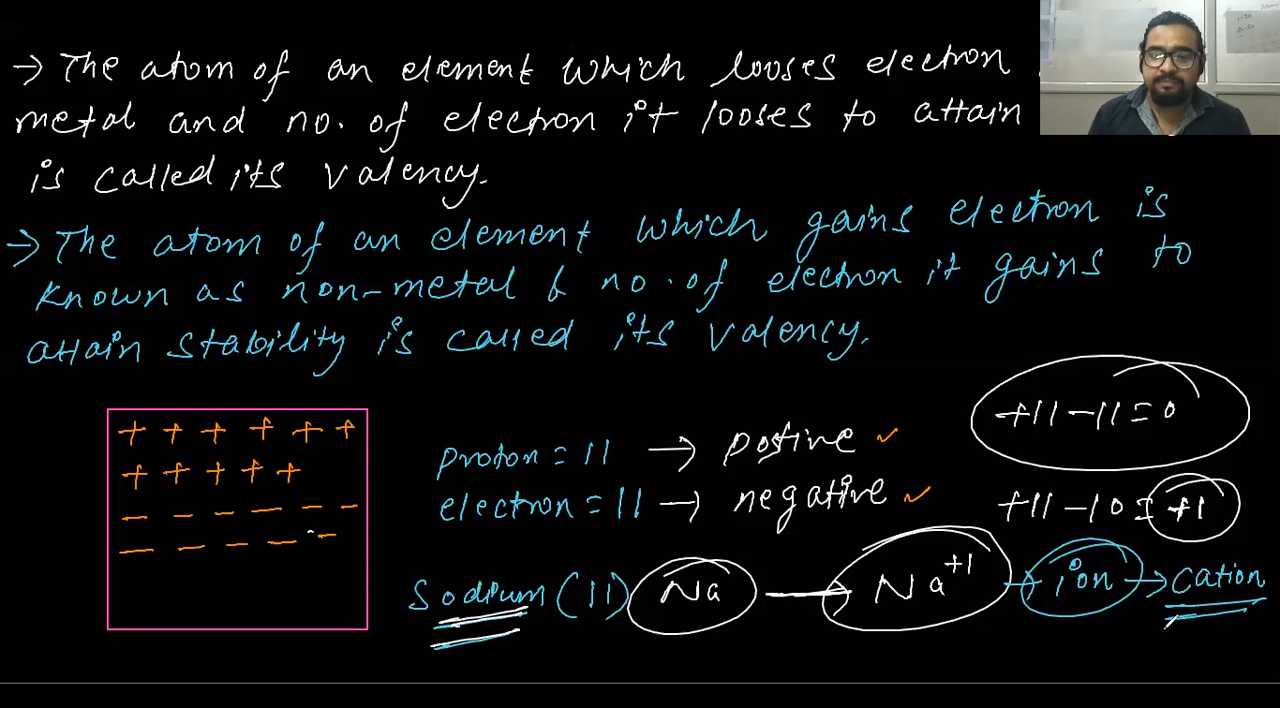 → The atom of an element which looses electron
metal and no. of electron it looses to attain
is called its valency.
→ The atom of an element which gains electron is
known as non-metal & no. of electron it gains to
attain stability is called its valency.
+ + + + + +
+ + + + +
− − − − − −
− − − − −
proton = 11 → postive ✓
electron = 11 → negative ✓
+11 −11 = 0
+11 −10 = +1
Sodium (11) Na → Na+1 → ion → cation